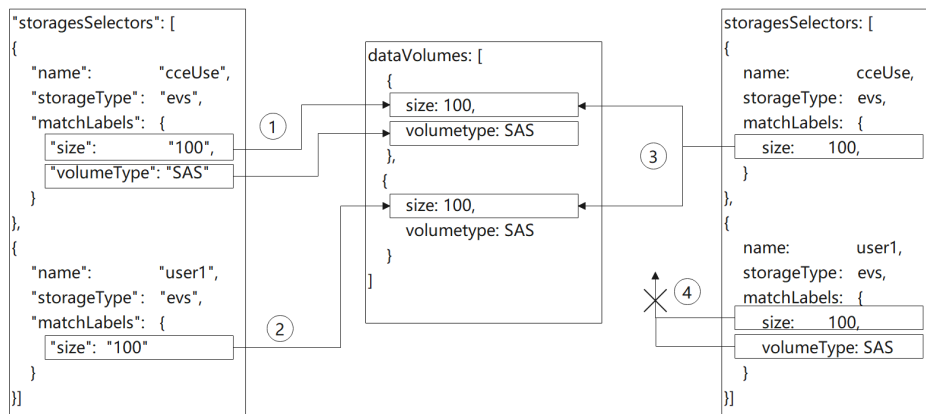 "storagesSelectors": [
{
"name": "cceUse",
"storageType": "evs",
"matchLabels": {
"size": "100",
"volumeType": "SAS"
}
},
{
"name": "user1",
"storageType": "evs",
"matchLabels": {
"size": "100"
}
}]
1
2
dataVolumes: [
{
size: 100,
volumetype: SAS
},
{
size: 100,
volumetype: SAS
}
]
3
4
storagesSelectors: [
{
name: cceUse,
storageType: evs,
matchLabels: {
size: 100,
}
},
{
name: user1,
storageType: evs,
matchLabels: {
size: 100,
volumeType: SAS
}
}]